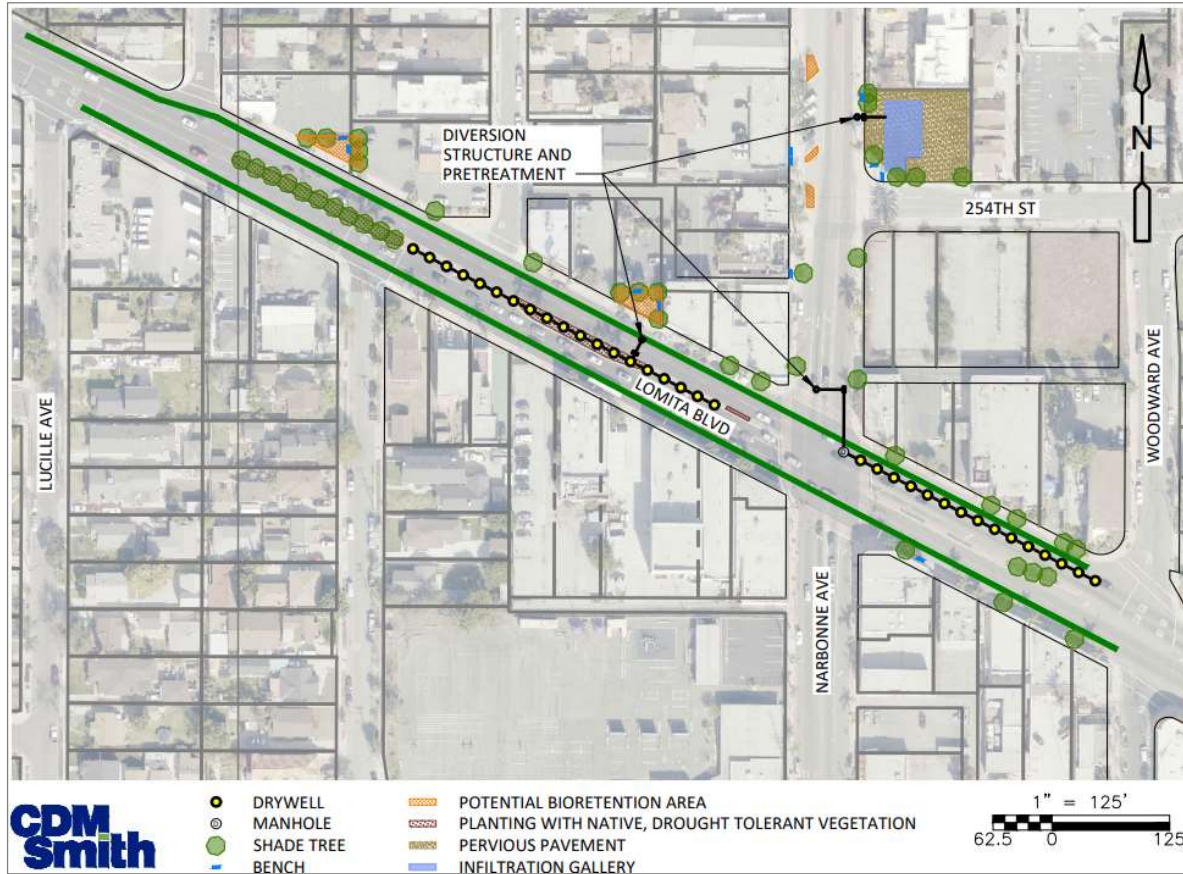 DIVERSION
STRUCTURE AND
PRETREATMENT
N
254TH ST
LOMITA BLVD
LUCILLE AVE
NARBONNE AVE
WOODWARD AVE
CDM
Smith
DRYWELL
MANHOLE
SHADE TREE
BENCH
POTENTIAL BIORETENTION AREA
PLANTING WITH NATIVE, DROUGHT TOLERANT VEGETATION
PERVIOUS PAVEMENT
INFILTRATION GALLERY
1" = 125'
62.5 0 125